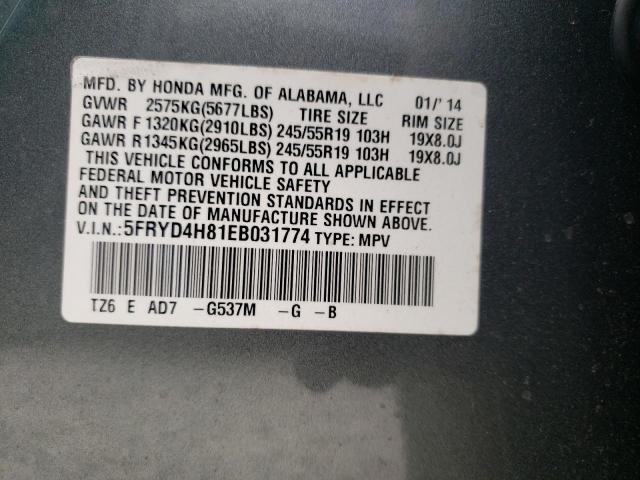 MFD. BY HONDA MFG. OF ALABAMA, LLC 01/'14
GVWR 2575KG(5677LBS) TIRE SIZE RIM SIZE
GAWR F 1320KG(2910LBS) 245/55R19 103H 19X8.0J
GAWR R1345KG(2965LBS) 245/55R19 103H 19X8.0J
THIS VEHICLE CONFORMS TO ALL APPLICABLE
FEDERAL MOTOR VEHICLE SAFETY
AND THEFT PREVENTION STANDARDS IN EFFECT
ON THE DATE OF MANUFACTURE SHOWN ABOVE.
V.I.N.:5FRYD4H81EB031774 TYPE: MPV
TZ6 E AD7 -G537M -G -B